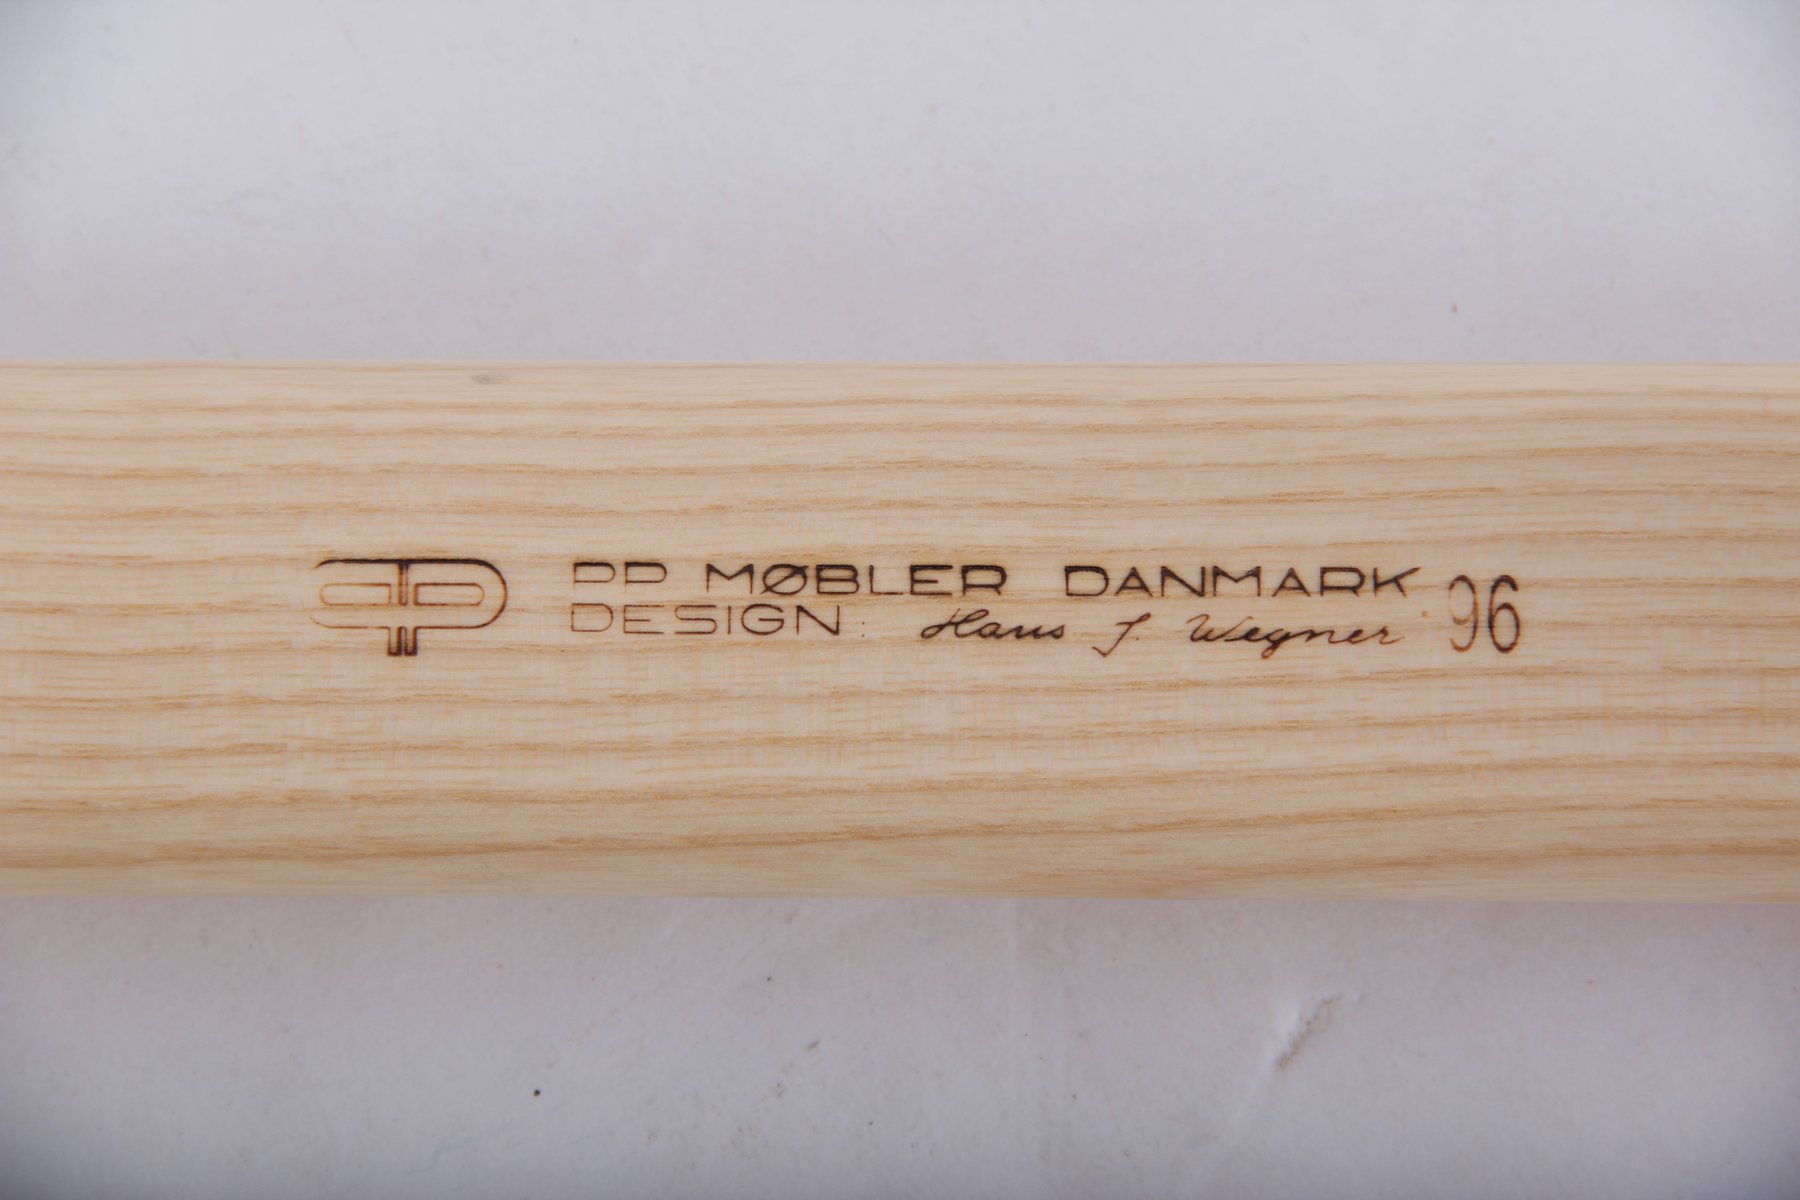 PP MØBLER DANMARK
DESIGN: Hans J. Wegner 96